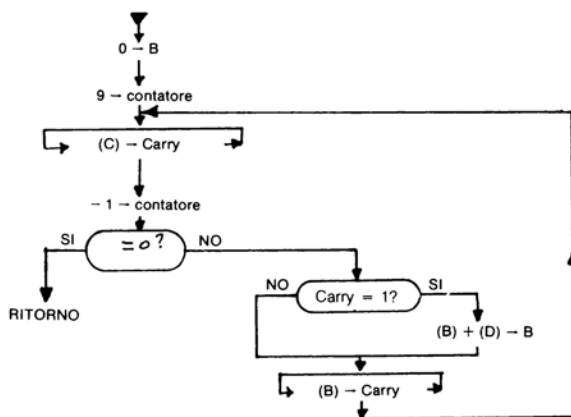 0 → B
9 → contatore
(C) → Carry
− 1 → contatore
SI
= 0 ?
NO
RITORNO
NO
Carry = 1?
SI
(B) + (D) → B
(B) → Carry